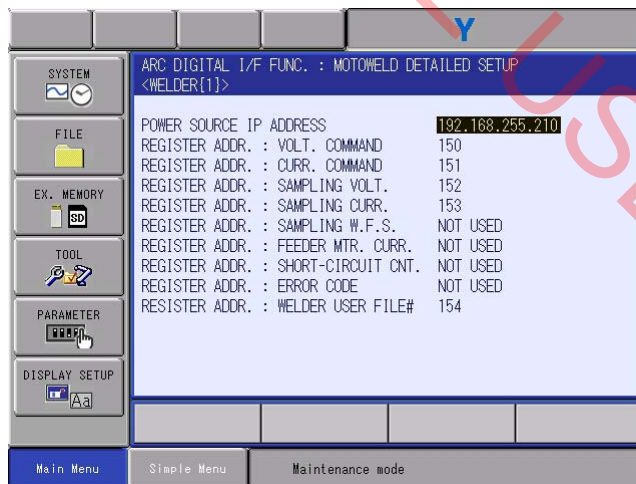 Y
SYSTEM
FILE
EX. MEMORY
SD
TOOL
PARAMETER
DISPLAY SETUP
Aa
ARC DIGITAL I/F FUNC. : MOTOWELD DETAILED SETUP
<WELDER[1]>
POWER SOURCE IP ADDRESS 192.168.255.210
REGISTER ADDR. : VOLT. COMMAND 150
REGISTER ADDR. : CURR. COMMAND 151
REGISTER ADDR. : SAMPLING VOLT. 152
REGISTER ADDR. : SAMPLING CURR. 153
REGISTER ADDR. : SAMPLING W.F.S. NOT USED
REGISTER ADDR. : FEEDER MTR. CURR. NOT USED
REGISTER ADDR. : SHORT-CIRCUIT CNT. NOT USED
REGISTER ADDR. : ERROR CODE NOT USED
RESISTER ADDR. : WELDER USER FILE# 154
Main Menu
Simple Menu
Maintenance mode